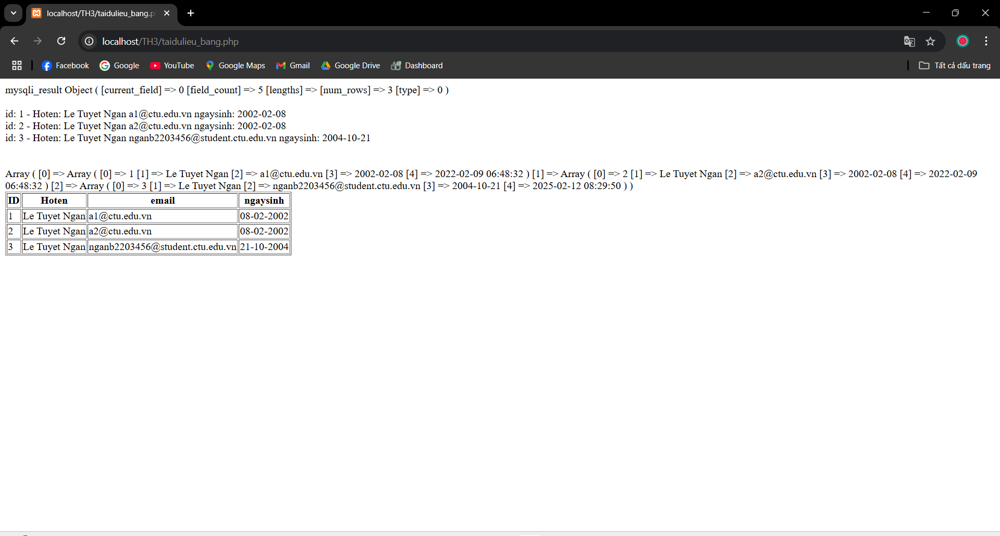 localhost/TH3/taidulieu_bang.p
localhost/TH3/taidulieu_bang.php
Facebook Google YouTube Google Maps Gmail Google Drive Dashboard Tất cả dấu trang
mysqli_result Object ( [current_field] => 0 [field_count] => 5 [lengths] => [num_rows] => 3 [type] => 0 )
id: 1 - Hoten: Le Tuyet Ngan a1@ctu.edu.vn ngaysinh: 2002-02-08
id: 2 - Hoten: Le Tuyet Ngan a2@ctu.edu.vn ngaysinh: 2002-02-08
id: 3 - Hoten: Le Tuyet Ngan nganb2203456@student.ctu.edu.vn ngaysinh: 2004-10-21
Array ( [0] => Array ( [0] => 1 [1] => Le Tuyet Ngan [2] => a1@ctu.edu.vn [3] => 2002-02-08 [4] => 2022-02-09 06:48:32 ) [1] => Array ( [0] => 2 [1] => Le Tuyet Ngan [2] => a2@ctu.edu.vn [3] => 2002-02-08 [4] => 2022-02-09
06:48:32 ) [2] => Array ( [0] => 3 [1] => Le Tuyet Ngan [2] => nganb2203456@student.ctu.edu.vn [3] => 2004-10-21 [4] => 2025-02-12 08:29:50 ) )
ID Hoten email ngaysinh
1 Le Tuyet Ngan a1@ctu.edu.vn 08-02-2002
2 Le Tuyet Ngan a2@ctu.edu.vn 08-02-2002
3 Le Tuyet Ngan nganb2203456@student.ctu.edu.vn 21-10-2004